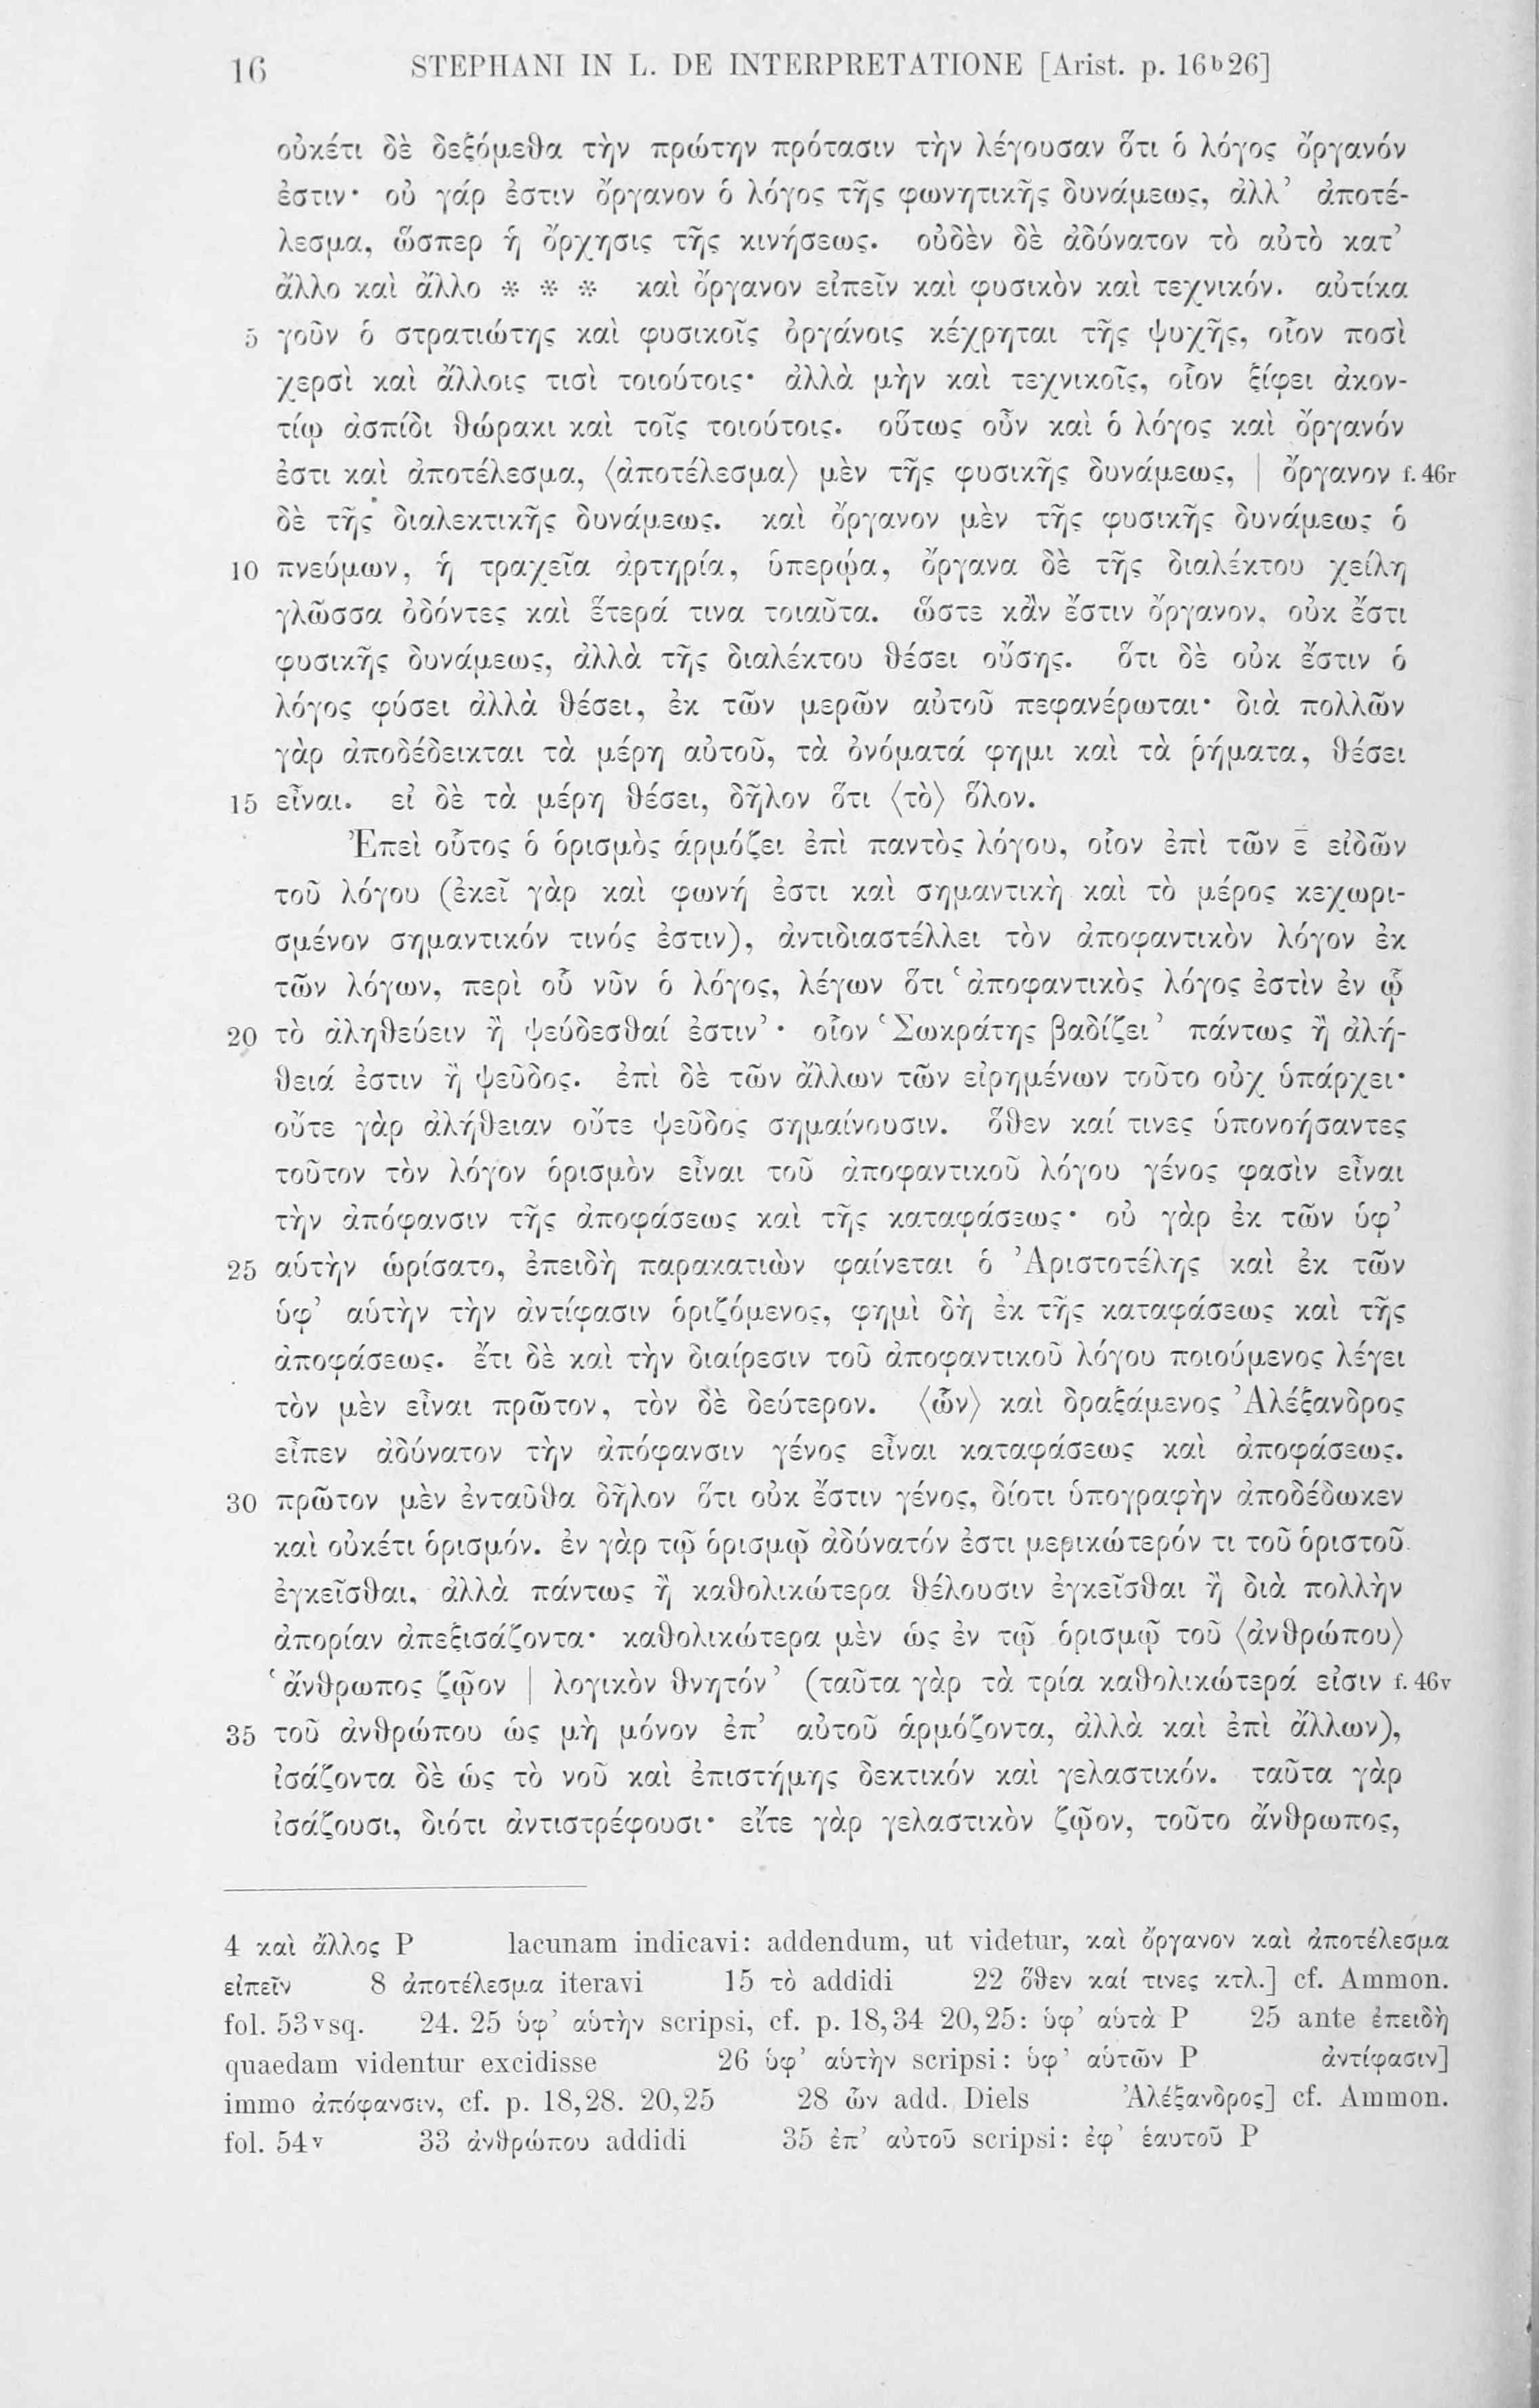 16 STEPHANI IN L. DE INTERPRETATIONE [Arist. p. 16b26]
οὐκέτι δὲ δεξόμεθα τὴν πρώτην πρότασιν τὴν λέγουσαν ὅτι ὁ λόγος ὄργανόν
ἐστιν· οὐ γάρ ἐστιν ὄργανον ὁ λόγος τῆς φωνητικῆς δυνάμεως, ἀλλ’ ἀποτέ-
λεσμα, ὥσπερ ἡ ὄρχησις τῆς κινήσεως. οὐδὲν δὲ ἀδύνατον τὸ αὐτὸ κατ’
ἄλλο καὶ ἄλλο * * * καὶ ὄργανον εἰπεῖν καὶ φυσικὸν καὶ τεχνικόν. αὐτίκα
5 γοῦν ὁ στρατιώτης καὶ φυσικοῖς ὀργάνοις κέχρηται τῆς ψυχῆς, οἷον ποσὶ
χερσὶ καὶ ἄλλοις τισὶ τοιούτοις· ἀλλὰ μὴν καὶ τεχνικοῖς, οἷον ξίφει ἀκον-
τίῳ ἀσπίδι θώρακι καὶ τοῖς τοιούτοις. οὕτως οὖν καὶ ὁ λόγος καὶ ὄργανόν
ἐστι καὶ ἀποτέλεσμα, ⟨ἀποτέλεσμα⟩ μὲν τῆς φυσικῆς δυνάμεως, | ὄργανον f. 46r
δὲ τῆς διαλεκτικῆς δυνάμεως. καὶ ὄργανον μὲν τῆς φυσικῆς δυνάμεως ὁ
10 πνεύμων, ἡ τραχεῖα ἀρτηρία, ὑπερῴα, ὄργανα δὲ τῆς διαλέκτου χείλη
γλῶσσα ὀδόντες καὶ ἕτερά τινα τοιαῦτα. ὥστε κἂν ἔστιν ὄργανον, οὐκ ἔστι
φυσικῆς δυνάμεως, ἀλλὰ τῆς διαλέκτου θέσει οὔσης. ὅτι δὲ οὐκ ἔστιν ὁ
λόγος φύσει ἀλλὰ θέσει, ἐκ τῶν μερῶν αὐτοῦ πεφανέρωται· διὰ πολλῶν
γὰρ ἀποδέδεικται τὰ μέρη αὐτοῦ, τὰ ὀνόματά φημι καὶ τὰ ῥήματα, θέσει
15 εἶναι. εἰ δὲ τὰ μέρη θέσει, δῆλον ὅτι ⟨τὸ⟩ ὅλον.
Ἐπεὶ οὗτος ὁ ὁρισμὸς ἁρμόζει ἐπὶ παντὸς λόγου, οἷον ἐπὶ τῶν ε̄ εἰδῶν
τοῦ λόγου (ἐκεῖ γὰρ καὶ φωνή ἐστι καὶ σημαντικὴ καὶ τὸ μέρος κεχωρι-
σμένον σημαντικόν τινός ἐστιν), ἀντιδιαστέλλει τὸν ἀποφαντικὸν λόγον ἐκ
τῶν λόγων, περὶ οὗ νῦν ὁ λόγος, λέγων ὅτι ‘ἀποφαντικὸς λόγος ἐστὶν ἐν ᾧ
20 τὸ ἀληθεύειν ἢ ψεύδεσθαί ἐστιν’· οἷον ‘Σωκράτης βαδίζει’ πάντως ἢ ἀλή-
θειά ἐστιν ἢ ψεῦδος. ἐπὶ δὲ τῶν ἄλλων τῶν εἰρημένων τοῦτο οὐχ ὑπάρχει·
οὔτε γὰρ ἀλήθειαν οὔτε ψεῦδος σημαίνουσιν. ὅθεν καί τινες ὑπονοήσαντες
τοῦτον τὸν λόγον ὁρισμὸν εἶναι τοῦ ἀποφαντικοῦ λόγου γένος φασὶν εἶναι
τὴν ἀπόφανσιν τῆς ἀποφάσεως καὶ τῆς καταφάσεως· οὐ γὰρ ἐκ τῶν ὑφ’
25 αὑτὴν ὡρίσατο, ἐπειδὴ παρακατιὼν φαίνεται ὁ Ἀριστοτέλης καὶ ἐκ τῶν
ὑφ’ αὑτὴν τὴν ἀντίφασιν ὁριζόμενος, φημὶ δὴ ἐκ τῆς καταφάσεως καὶ τῆς
ἀποφάσεως. ἔτι δὲ καὶ τὴν διαίρεσιν τοῦ ἀποφαντικοῦ λόγου ποιούμενος λέγει
τὸν μὲν εἶναι πρῶτον, τὸν δὲ δεύτερον. ⟨ὧν⟩ καὶ δραξάμενος Ἀλέξανδρος
εἶπεν ἀδύνατον τὴν ἀπόφανσιν γένος εἶναι καταφάσεως καὶ ἀποφάσεως.
30 πρῶτον μὲν ἐνταῦθα δῆλον ὅτι οὐκ ἔστιν γένος, δίοτι ὑπογραφὴν ἀποδέδωκεν
καὶ οὐκέτι ὁρισμόν. ἐν γὰρ τῷ ὁρισμῷ ἀδύνατόν ἐστι μερικώτερόν τι τοῦ ὁριστοῦ
ἐγκεῖσθαι, ἀλλὰ πάντως ἢ καθολικώτερα θέλουσιν ἐγκεῖσθαι ἢ διὰ πολλὴν
ἀπορίαν ἀπεξισάζοντα· καθολικώτερα μὲν ὡς ἐν τῷ ὁρισμῷ τοῦ ⟨ἀνθρώπου⟩
‘ἄνθρωπος ζῷον | λογικὸν θνητόν’ (ταῦτα γὰρ τὰ τρία καθολικώτερά εἰσιν f. 46v
35 τοῦ ἀνθρώπου ὡς μὴ μόνον ἐπ’ αὐτοῦ ἁρμόζοντα, ἀλλὰ καὶ ἐπὶ ἄλλων),
ἰσάζοντα δὲ ὡς τὸ νοῦ καὶ ἐπιστήμης δεκτικόν καὶ γελαστικόν. ταῦτα γὰρ
ἰσάζουσι, διότι ἀντιστρέφουσι· εἴτε γὰρ γελαστικὸν ζῷον, τοῦτο ἄνθρωπος,
4 καὶ ἄλλος P lacunam indicavi: addendum, ut videtur, καὶ ὄργανον καὶ ἀποτέλεσμα
εἰπεῖν 8 ἀποτέλεσμα iteravi 15 τὸ addidi 22 ὅθεν καί τινες κτλ.] cf. Ammon.
fol. 53v sq. 24. 25 ὑφ’ αὑτὴν scripsi, cf. p. 18,34 20,25: ὑφ’ αὑτὰ P 25 ante ἐπειδὴ
quaedam videntur excidisse 26 ὑφ’ αὑτὴν scripsi: ὑφ’ αὑτῶν P ἀντίφασιν]
immo ἀπόφανσιν, cf. p. 18,28. 20,25 28 ὧν add. Diels Ἀλέξανδρος] cf. Ammon.
fol. 54v 33 ἀνθρώπου addidi 35 ἐπ’ αὐτοῦ scripsi: ἐφ’ ἑαυτοῦ P